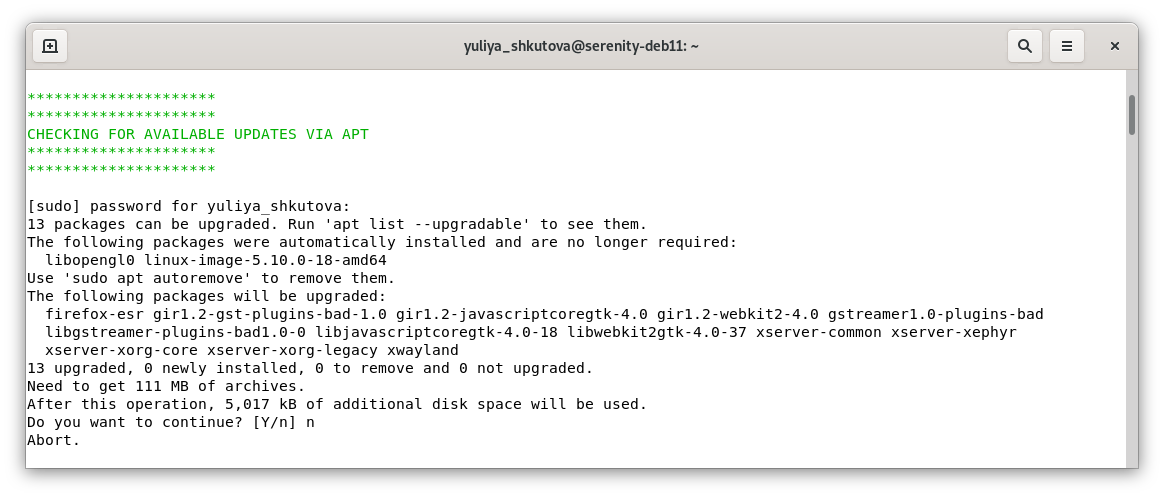 yuliya_shkutova@serenity-deb11: ~
*********************
*********************
CHECKING FOR AVAILABLE UPDATES VIA APT
*********************
*********************
[sudo] password for yuliya_shkutova:
13 packages can be upgraded. Run 'apt list --upgradable' to see them.
The following packages were automatically installed and are no longer required:
  libopengl0 linux-image-5.10.0-18-amd64
Use 'sudo apt autoremove' to remove them.
The following packages will be upgraded:
  firefox-esr gir1.2-gst-plugins-bad-1.0 gir1.2-javascriptcoregtk-4.0 gir1.2-webkit2-4.0 gstreamer1.0-plugins-bad
  libgstreamer-plugins-bad1.0-0 libjavascriptcoregtk-4.0-18 libwebkit2gtk-4.0-37 xserver-common xserver-xephyr
  xserver-xorg-core xserver-xorg-legacy xwayland
13 upgraded, 0 newly installed, 0 to remove and 0 not upgraded.
Need to get 111 MB of archives.
After this operation, 5,017 kB of additional disk space will be used.
Do you want to continue? [Y/n] n
Abort.